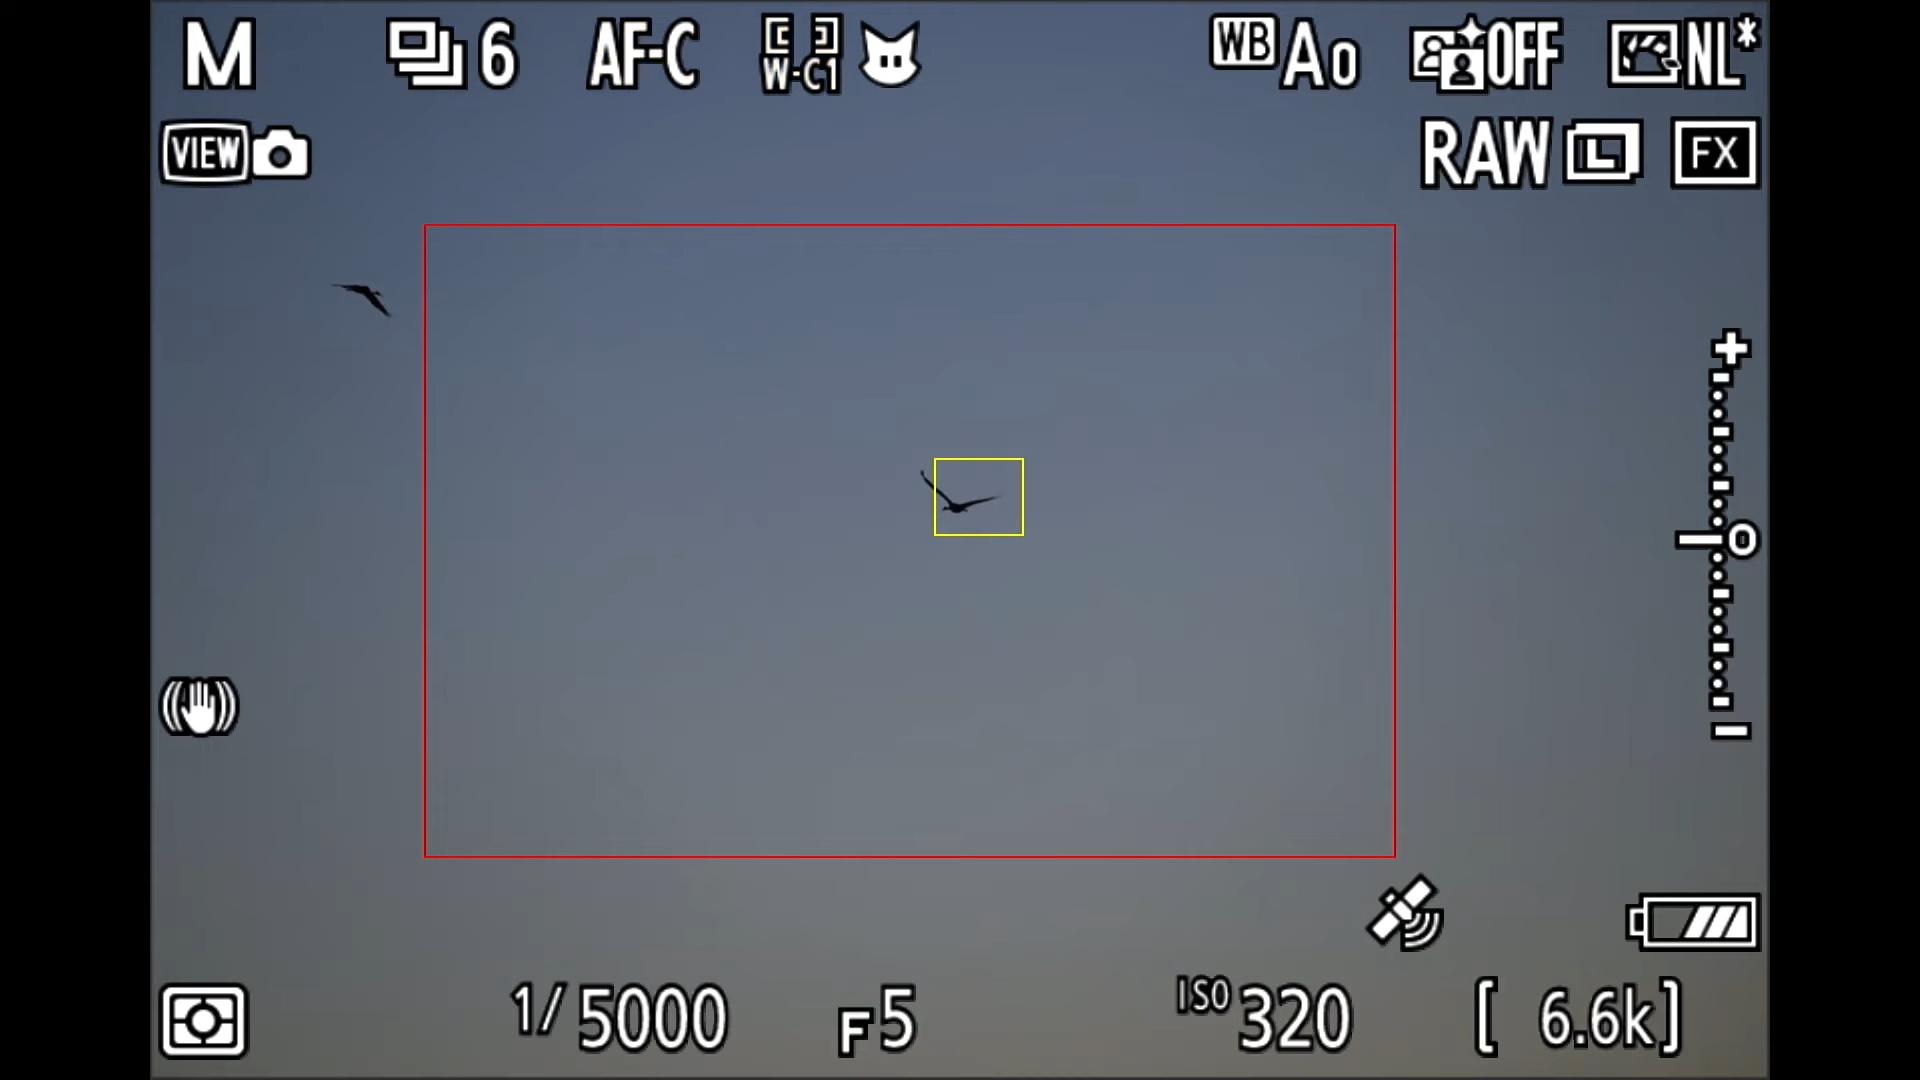 M 6 AF-C W-C1 WB A0 OFF NL*
VIEW RAW L FX
+
0
-
1/5000 F5 ISO 320 [ 6.6k]